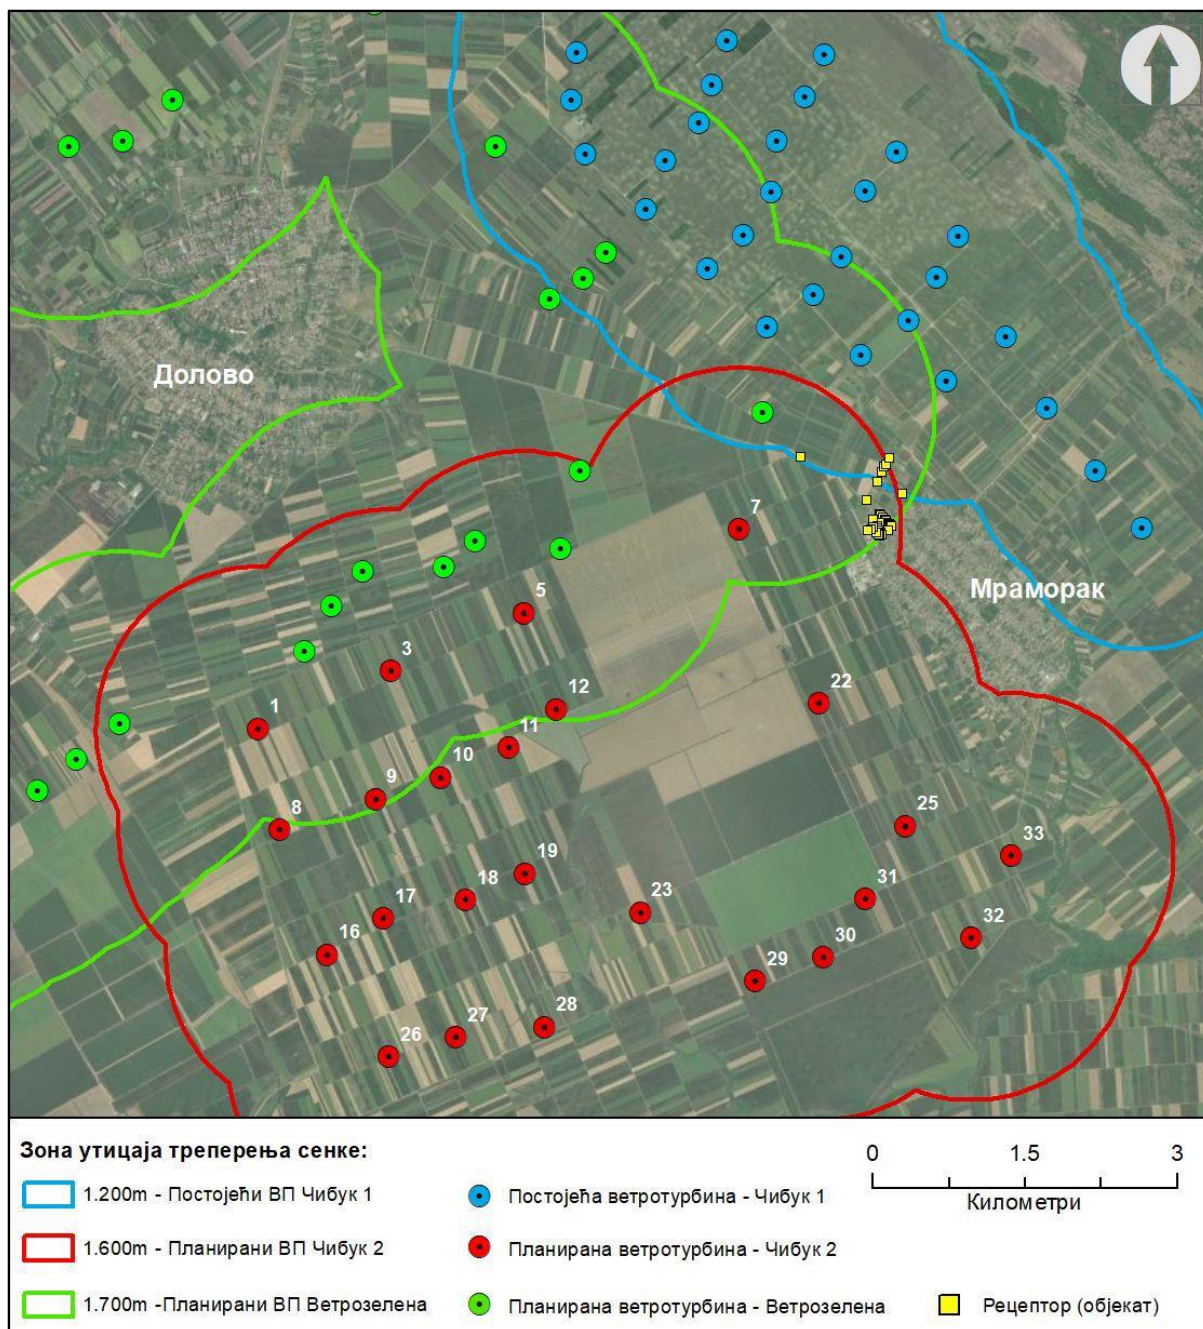 Долово
7
Мраморак
5
3
12
22
1
11
10
9
25
8
33
19
18
31
17
23
32
16
30
29
28
27
26
Зона утицаја треперења сенке:
1.200m - Постојећи ВП Чибук 1
1.600m - Планирани ВП Чибук 2
1.700m -Планирани ВП Ветрозелена
Постојећа ветротурбина - Чибук 1
Планирана ветротурбина - Чибук 2
Планирана ветротурбина - Ветрозелена
0 1.5 3
Километри
Рецептор (објекат)